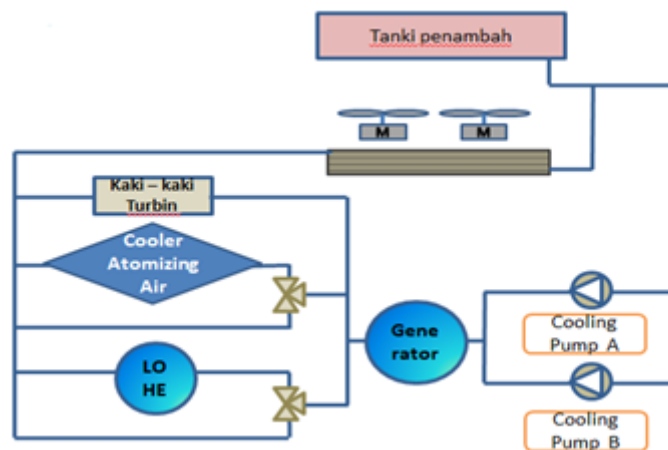 Tanki penambah
M
M
Kaki – kaki
Turbin
Cooler
Atomizing
Air
LO
HE
Gene
rator
Cooling
Pump A
Cooling
Pump B